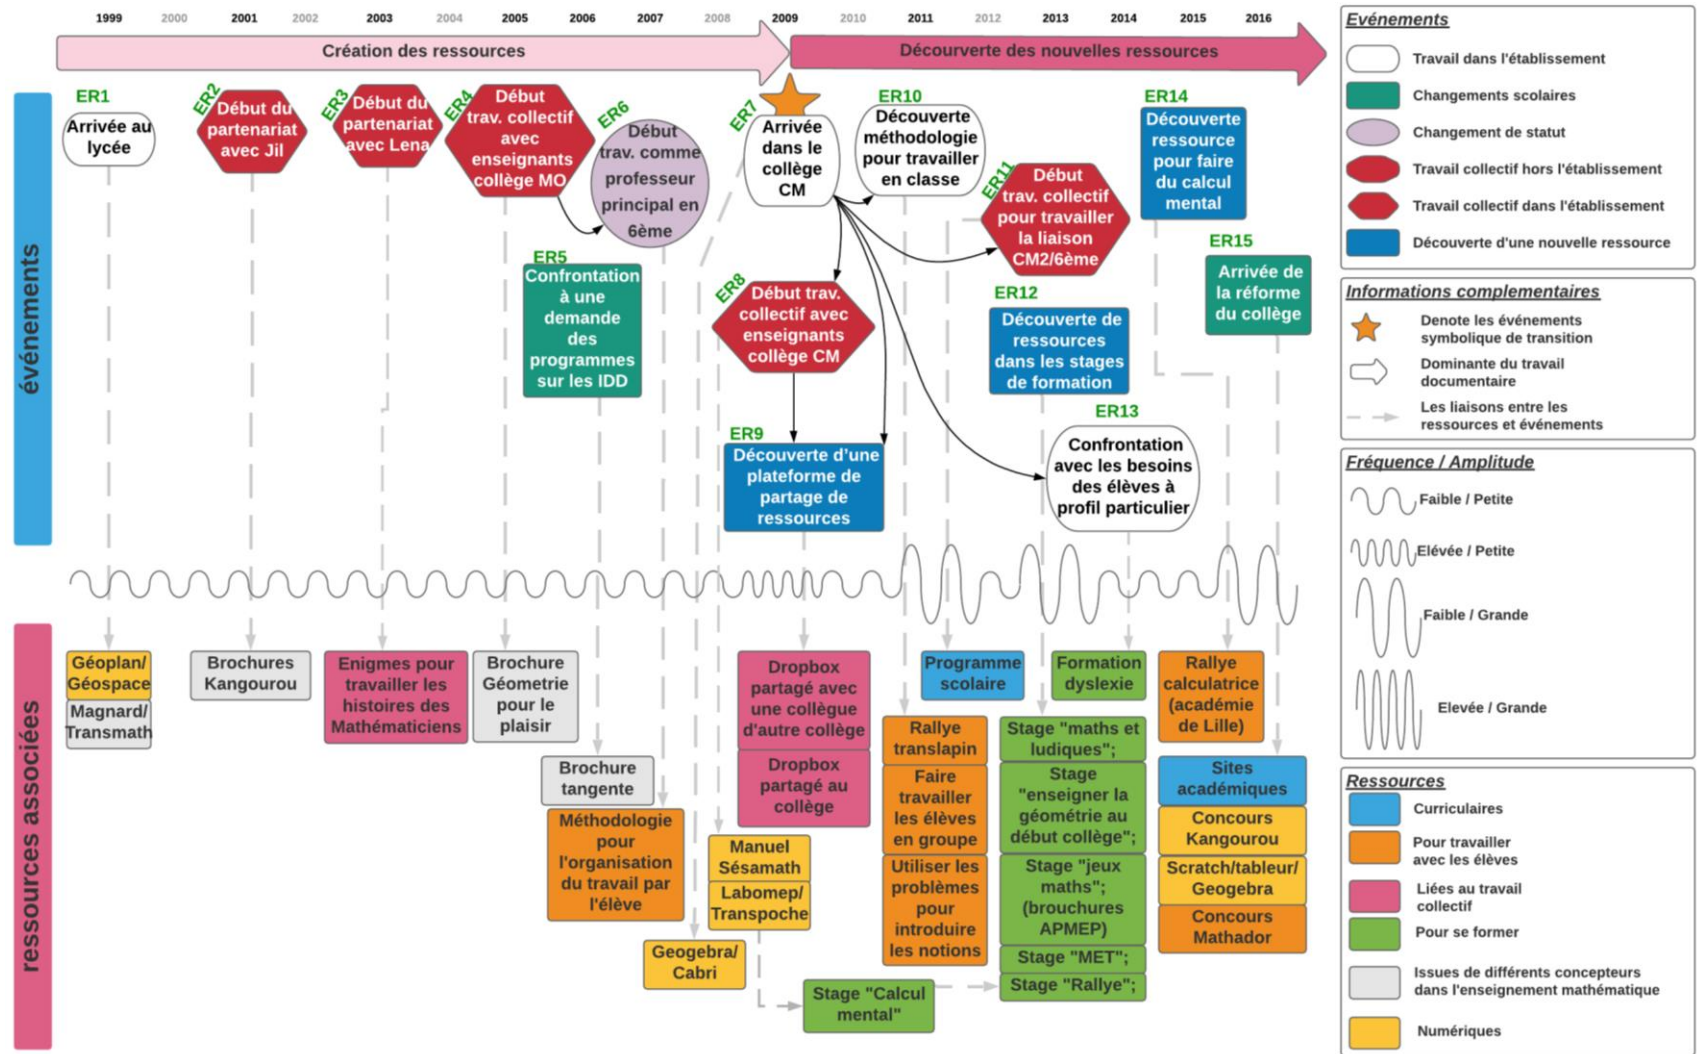 1999 2000 2001 2002 2003 2004 2005 2006 2007 2008 2009 2010 2011 2012 2013 2014 2015 2016
Création des ressources
Découverte des nouvelles ressources
événements
ER1
Arrivée au
lycée
ER2
Début du
partenariat
avec Jil
ER3
Début du
partenariat
avec Lena
ER4
Début
trav. collectif
avec
enseignants
collège MO
ER5
Confrontation
à une
demande
des
programmes
sur les IDD
ER6
Début
trav. comme
professeur
principal en
6ème
ER7
Arrivée
dans le
collège
CM
ER8
Début trav.
collectif avec
enseignants
collège CM
ER9
Découverte d'une
plateforme de
partage de
ressources
ER10
Découverte
méthodologie
pour travailler
en classe
ER11
Début
trav. collectif
pour travailler
la liaison
CM2/6ème
ER12
Découverte de
ressources
dans les stages
de formation
ER13
Confrontation
avec les besoins
des élèves à
profil particulier
ER14
Découverte
ressource
pour faire
du calcul
mental
ER15
Arrivée de
la réforme
du collège
ressources associées
Géoplan/
Géospace
Magnard/
Transmath
Brochures
Kangourou
Enigmes pour
travailler les
histoires des
Mathématiciens
Brochure
Géometrie
pour le
plaisir
Brochure
tangente
Méthodologie
pour
l'organisation
du travail par
l'élève
Geogebra/
Cabri
Manuel
Sésamath
Labomep/
Transpoche
Dropbox
partagé avec
une collègue
d'autre collège
Dropbox
partagé au
collège
Stage "Calcul
mental"
Rallye
translapin
Faire
travailler
les élèves
en groupe
Utiliser les
problèmes
pour
introduire
les notions
Programme
scolaire
Formation
dyslexie
Stage "maths et
ludiques";
Stage
"enseigner la
géométrie au
début collège";
Stage "jeux
maths";
(brouchures
APMEP)
Stage "MET";
Stage "Rallye";
Rallye
calculatrice
(académie
de Lille)
Sites
académiques
Concours
Kangourou
Scratch/tableur/
Geogebra
Concours
Mathador
Evénements
Travail dans l'établissement
Changements scolaires
Changement de statut
Travail collectif hors l'établissement
Travail collectif dans l'établissement
Découverte d'une nouvelle ressource
Informations complementaires
Denote les événements
symbolique de transition
Dominante du travail
documentaire
Les liaisons entre les
ressources et événements
Fréquence / Amplitude
Faible / Petite
Elévée / Petite
Faible / Grande
Elevée / Grande
Ressources
Curriculaires
Pour travailler
avec les élèves
Liées au travail
collectif
Pour se former
Issues de différents concepteurs
dans l'enseignement mathématique
Numériques